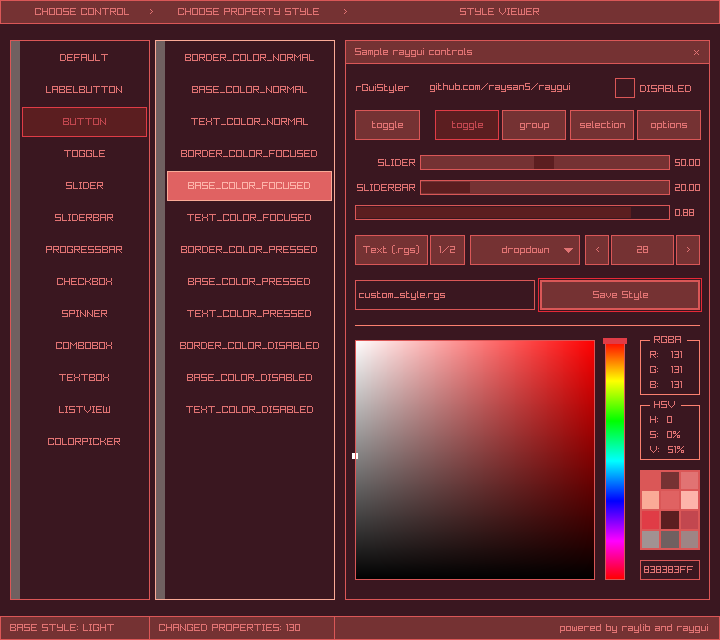 CHOOSE CONTROL > CHOOSE PROPERTY STYLE > STYLE VIEWER
DEFAULT
LABELBUTTON
BUTTON
TOGGLE
SLIDER
SLIDERBAR
PROGRESSBAR
CHECKBOX
SPINNER
COMBOBOX
TEXTBOX
LISTVIEW
COLORPICKER
BORDER_COLOR_NORMAL
BASE_COLOR_NORMAL
TEXT_COLOR_NORMAL
BORDER_COLOR_FOCUSED
BASE_COLOR_FOCUSED
TEXT_COLOR_FOCUSED
BORDER_COLOR_PRESSED
BASE_COLOR_PRESSED
TEXT_COLOR_PRESSED
BORDER_COLOR_DISABLED
BASE_COLOR_DISABLED
TEXT_COLOR_DISABLED
Sample raygui controls ×
rGuiStyler github.com/raysan5/raygui DISABLED
toggle toggle group selection options
SLIDER 50.00
SLIDERBAR 20.00
0.88
Text (.rgs) 1/2 dropdown < 28 >
custom_style.rgs Save Style
RGBA
R: 131
G: 131
B: 131
HSV
H: 0
S: 0%
V: 51%
838383FF
BASE STYLE: LIGHT CHANGED PROPERTIES: 130 powered by raylib and raygui